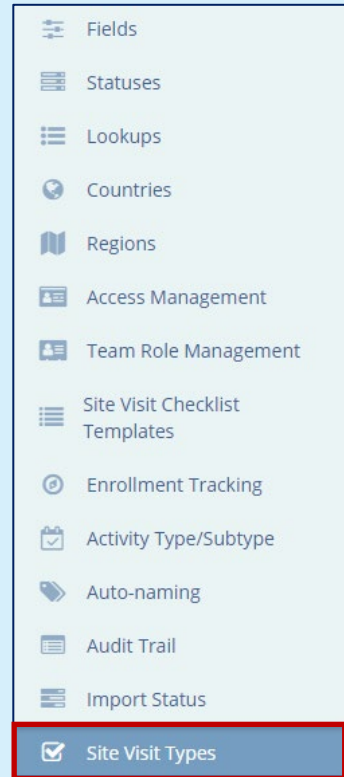 Fields
Statuses
Lookups
Countries
Regions
Access Management
Team Role Management
Site Visit Checklist
Templates
Enrollment Tracking
Activity Type/Subtype
Auto-naming
Audit Trail
Import Status
Site Visit Types